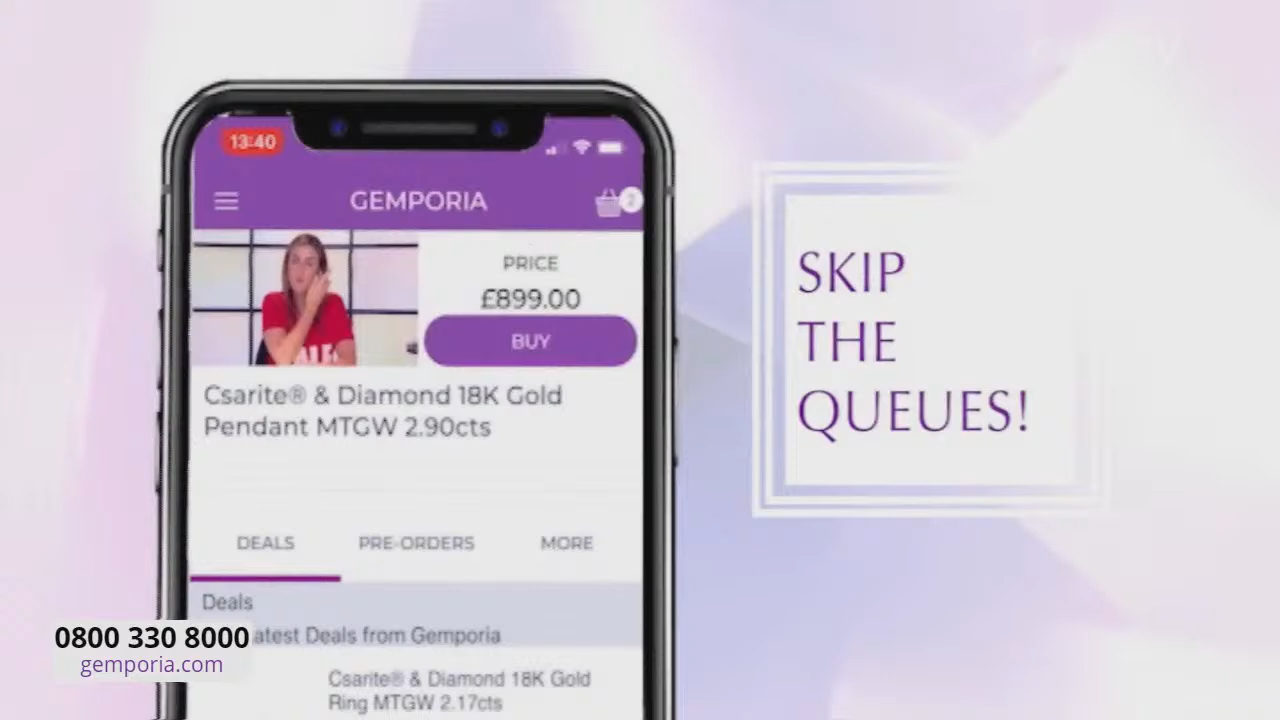 13:40
GEMPORIA
2
PRICE
£899.00
BUY
Csarite® & Diamond 18K Gold
Pendant MTGW 2.90cts
DEALS PRE-ORDERS MORE
Deals
atest Deals from Gemporia
Csarite® & Diamond 18K Gold
Ring MTGW 2.17cts
SKIP
THE
QUEUES!
0800 330 8000
gemporia.com